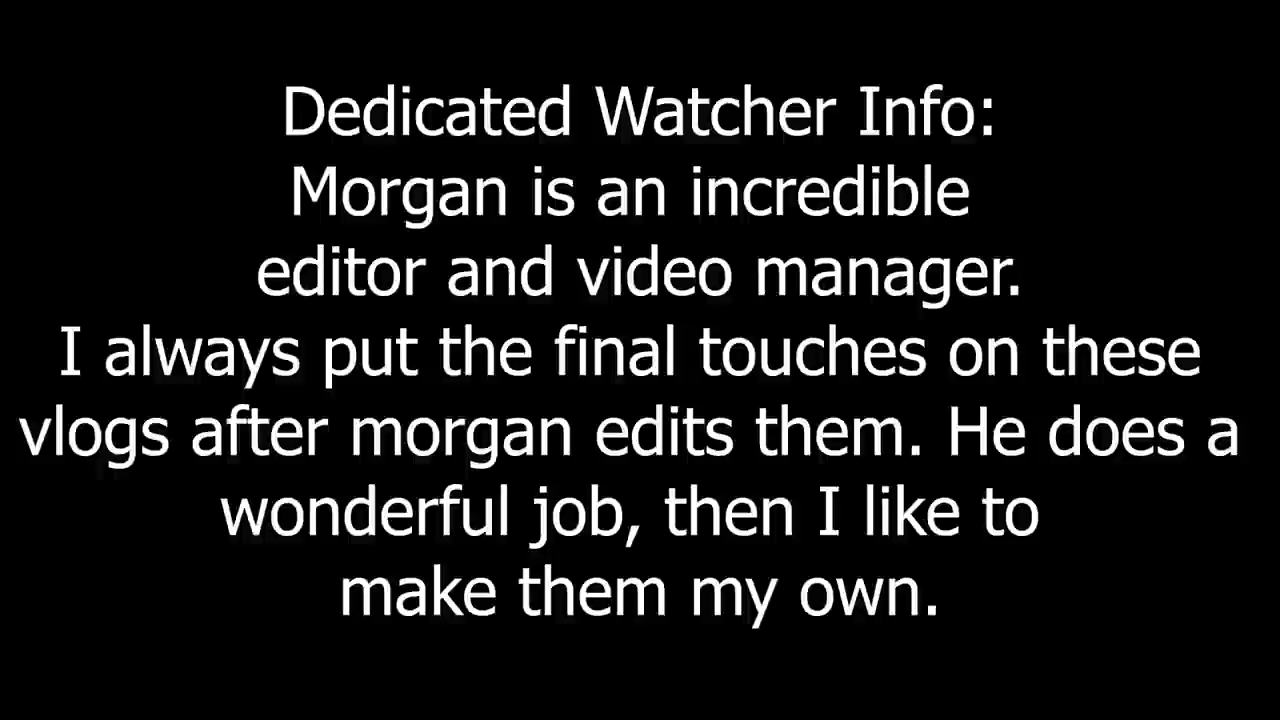 Dedicated Watcher Info:
Morgan is an incredible
editor and video manager.
I always put the final touches on these
vlogs after morgan edits them. He does a
wonderful job, then I like to
make them my own.